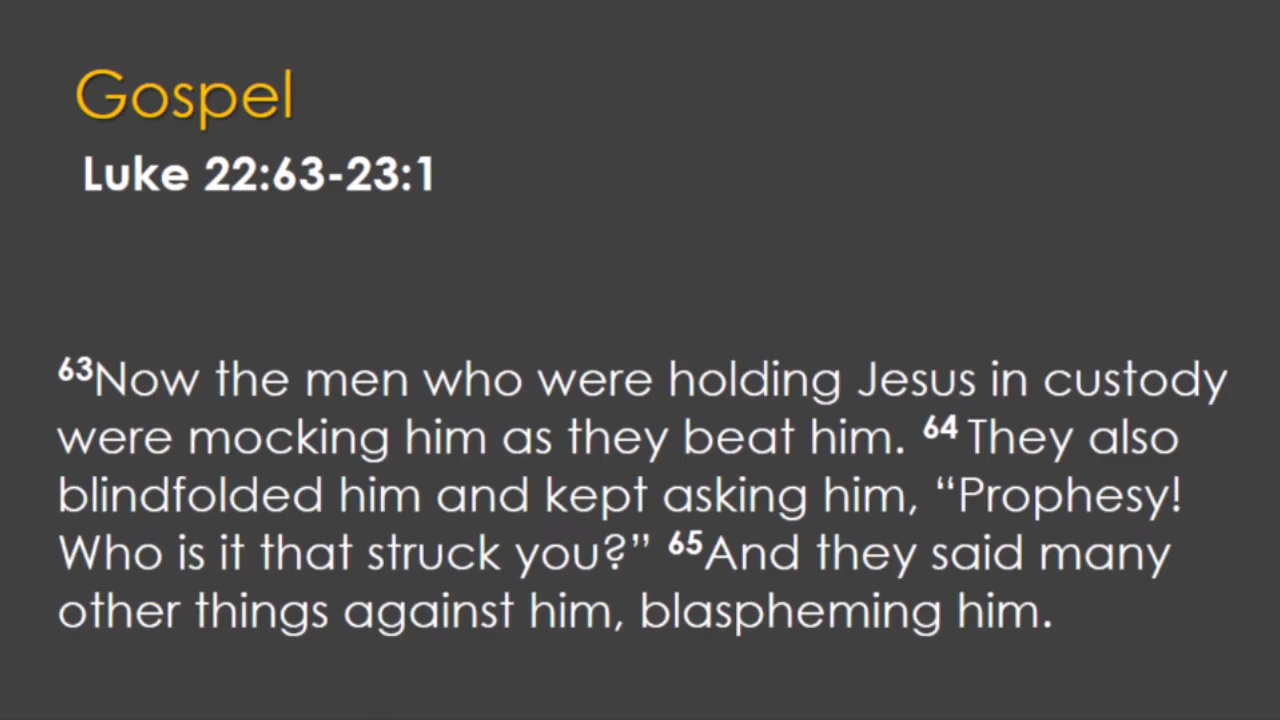 Gospel
Luke 22:63-23:1
63Now the men who were holding Jesus in custody
were mocking him as they beat him. 64 They also
blindfolded him and kept asking him, “Prophesy!
Who is it that struck you?” 65And they said many
other things against him, blaspheming him.